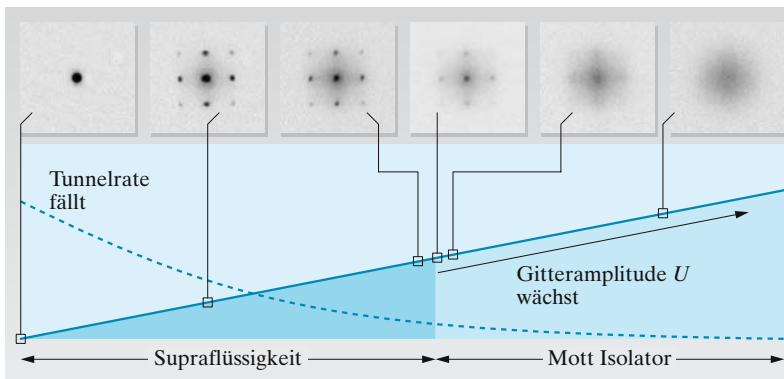 Tunnelrate
fällt
Gitteramplitude U
wächst
Supraflüssigkeit
Mott Isolator